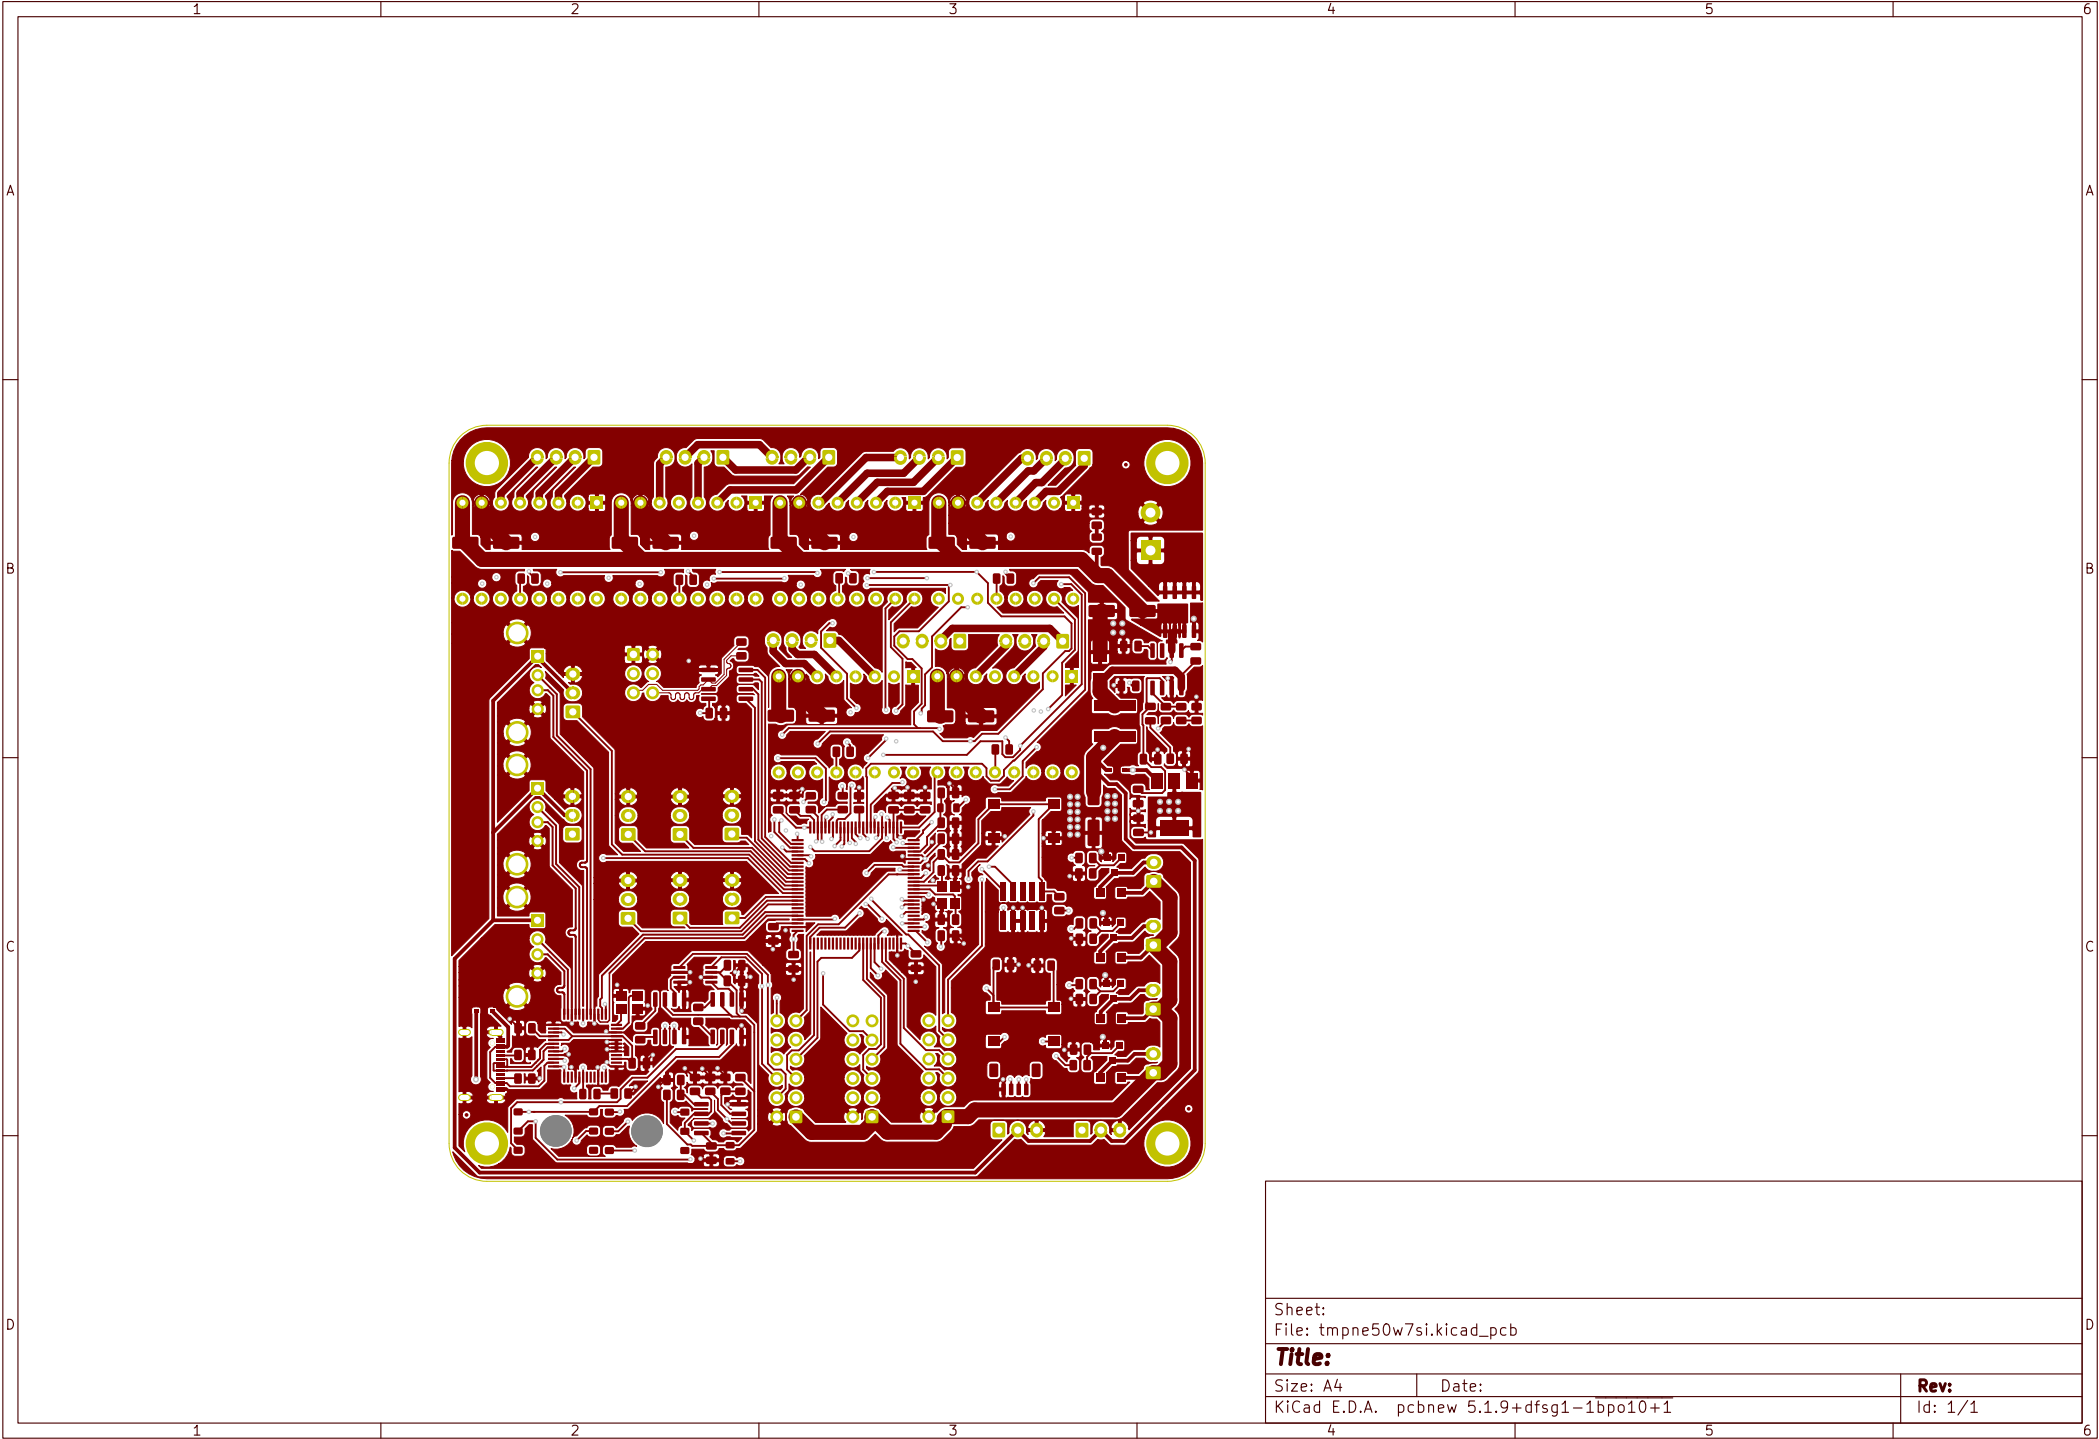 1 2 3 4 5 6
A A
B B
C C
D D
Sheet:
File: tmpne50w7si.kicad_pcb
Title:
Size: A4 Date: Rev:
KiCad E.D.A. pcbnew 5.1.9+dfsg1-1bpo10+1 Id: 1/1
1 2 3 4 5 6